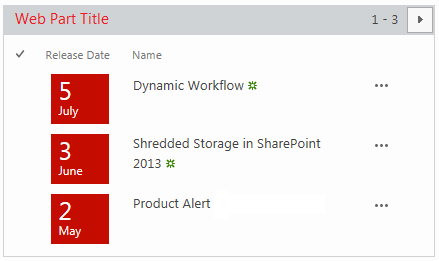 Web Part Title 1 - 3
Release Date Name
5
July
Dynamic Workflow
3
June
Shredded Storage in SharePoint
2013
2
May
Product Alert